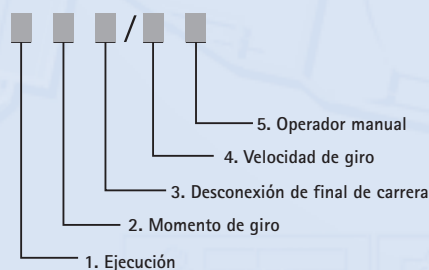 /
5. Operador manual
4. Velocidad de giro
3. Desconexión de final de carrera
2. Momento de giro
1. Ejecución